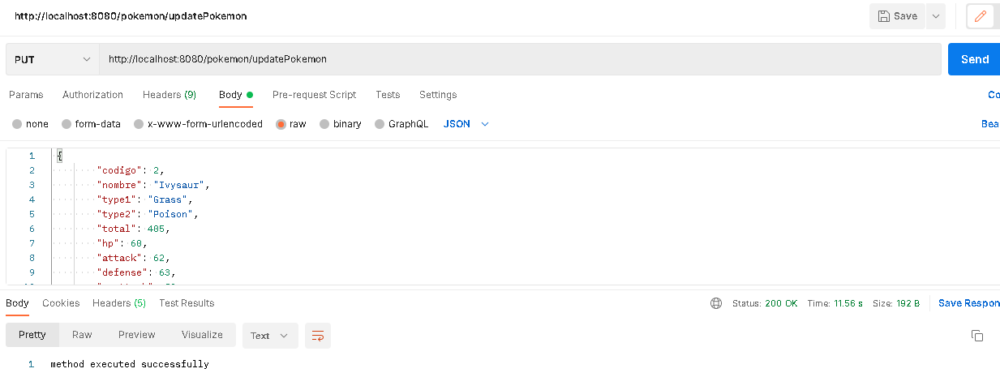 http://localhost:8080/pokemon/updatePokemon
Save
PUT
http://localhost:8080/pokemon/updatePokemon
Send
Params Authorization Headers (9) Body Pre-request Script Tests Settings
Co
none form-data x-www-form-urlencoded raw binary GraphQL JSON
Bea
1 {
2 "codigo": 2,
3 "nombre": "Ivysaur",
4 "type1": "Grass",
5 "type2": "Poison",
6 "total": 405,
7 "hp": 60,
8 "attack": 62,
9 "defense": 63,
Body Cookies Headers (5) Test Results
Status: 200 OK Time: 11.56 s Size: 192 B Save Respon
Pretty Raw Preview Visualize Text
1 method executed successfully